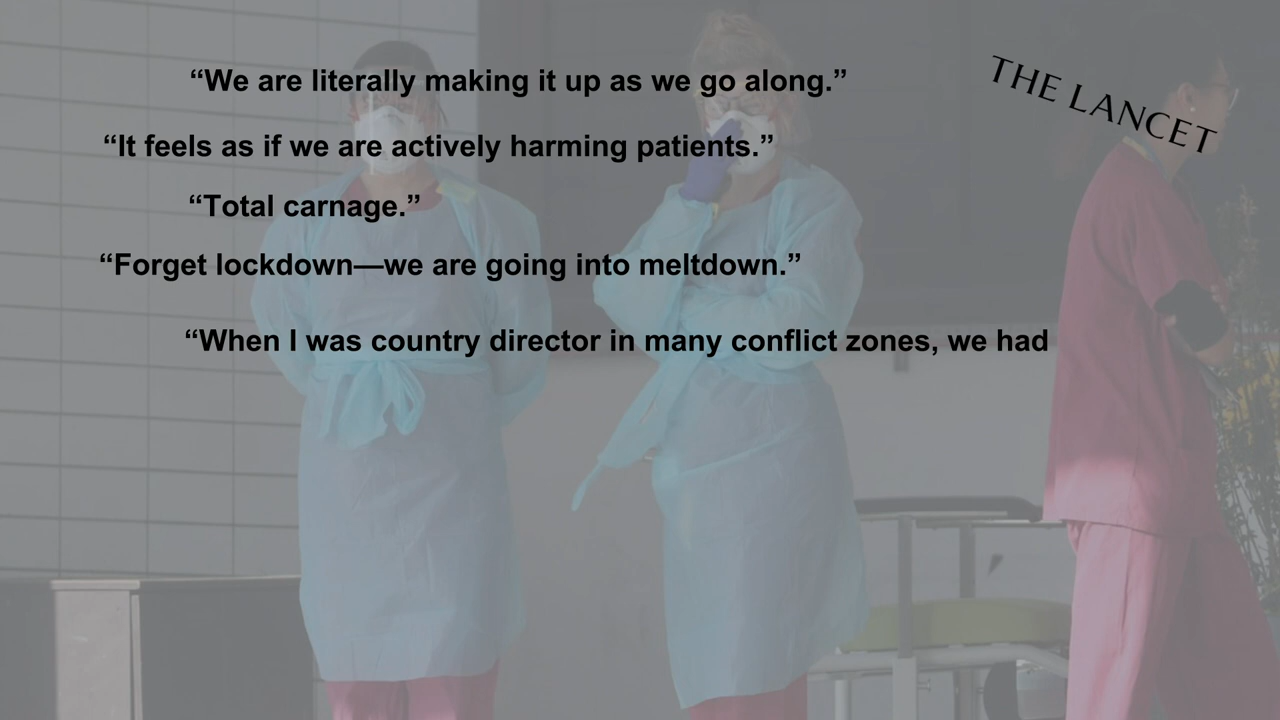 “We are literally making it up as we go along.”
THE LANCET
“It feels as if we are actively harming patients.”
“Total carnage.”
“Forget lockdown—we are going into meltdown.”
“When I was country director in many conflict zones, we had